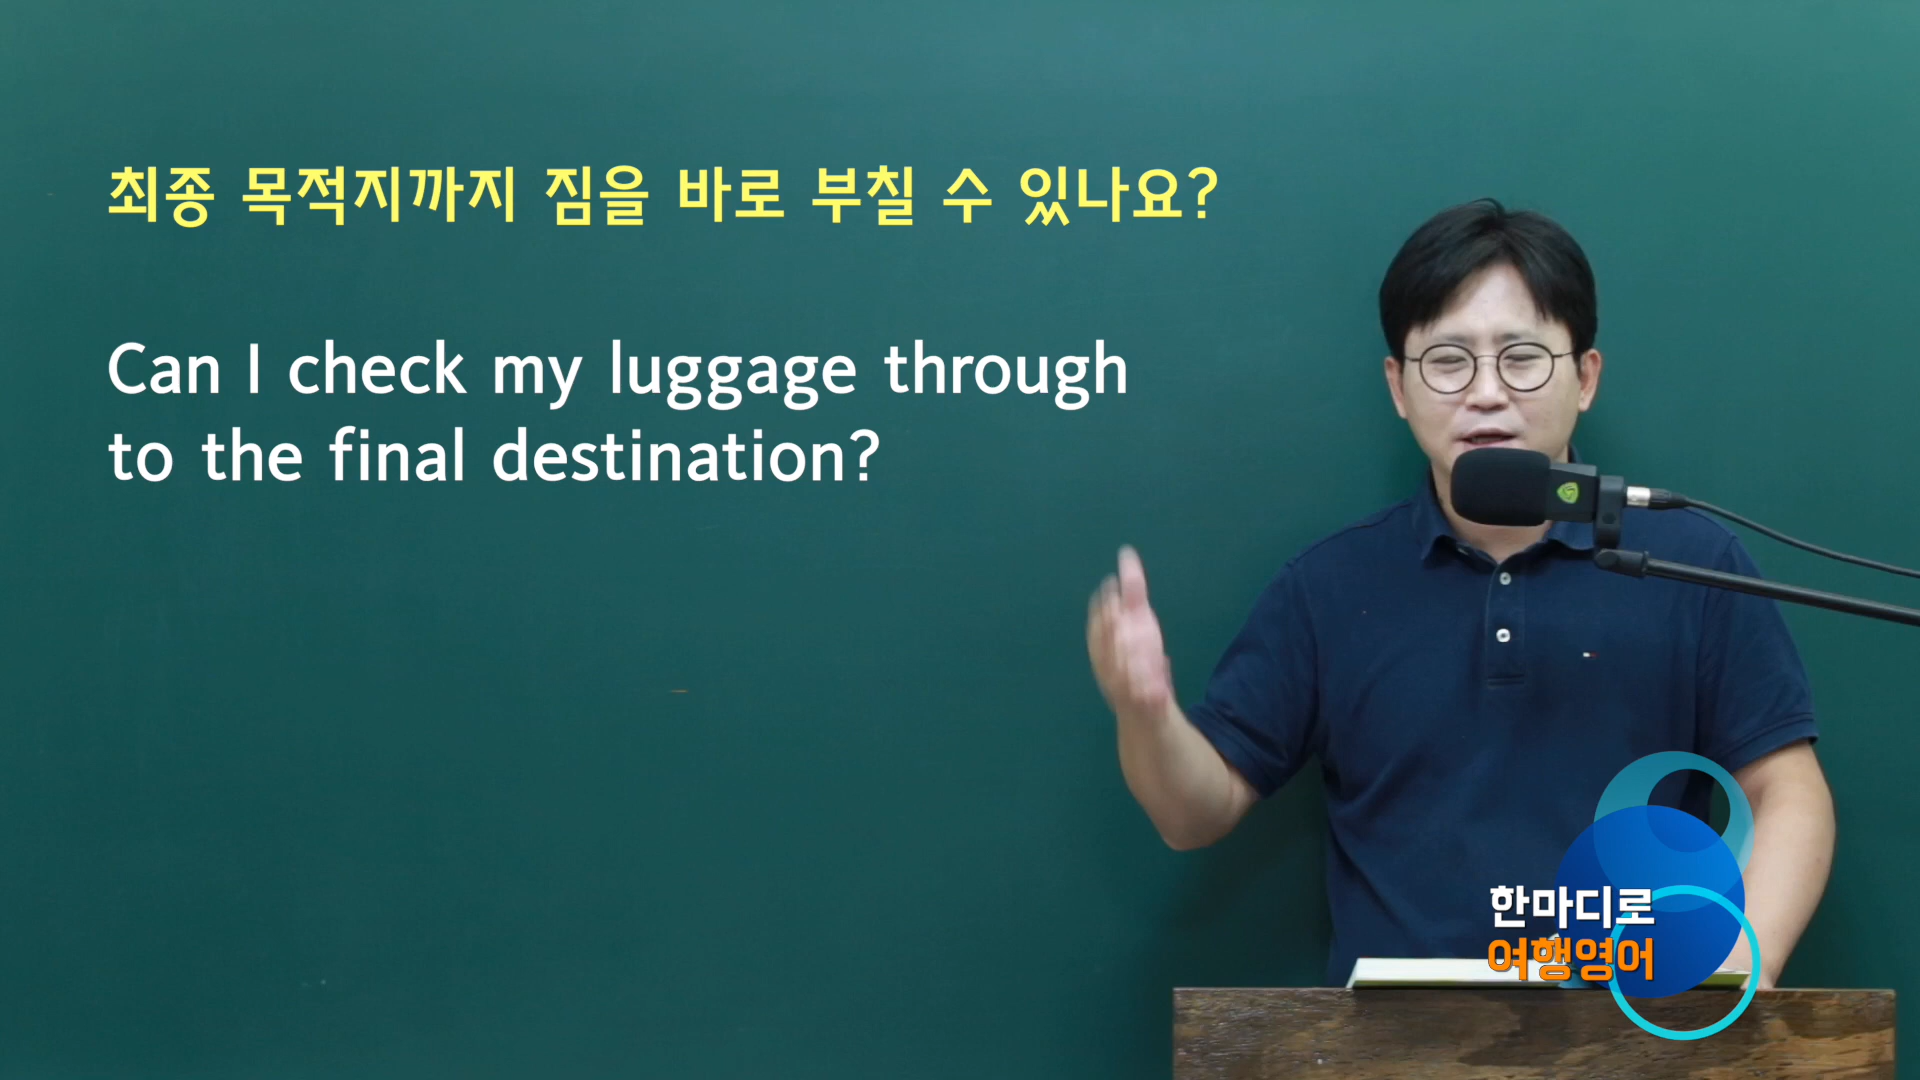 최종 목적지까지 짐을 바로 부칠 수 있나요?
Can I check my luggage through
to the final destination?
한마디로
여행영어